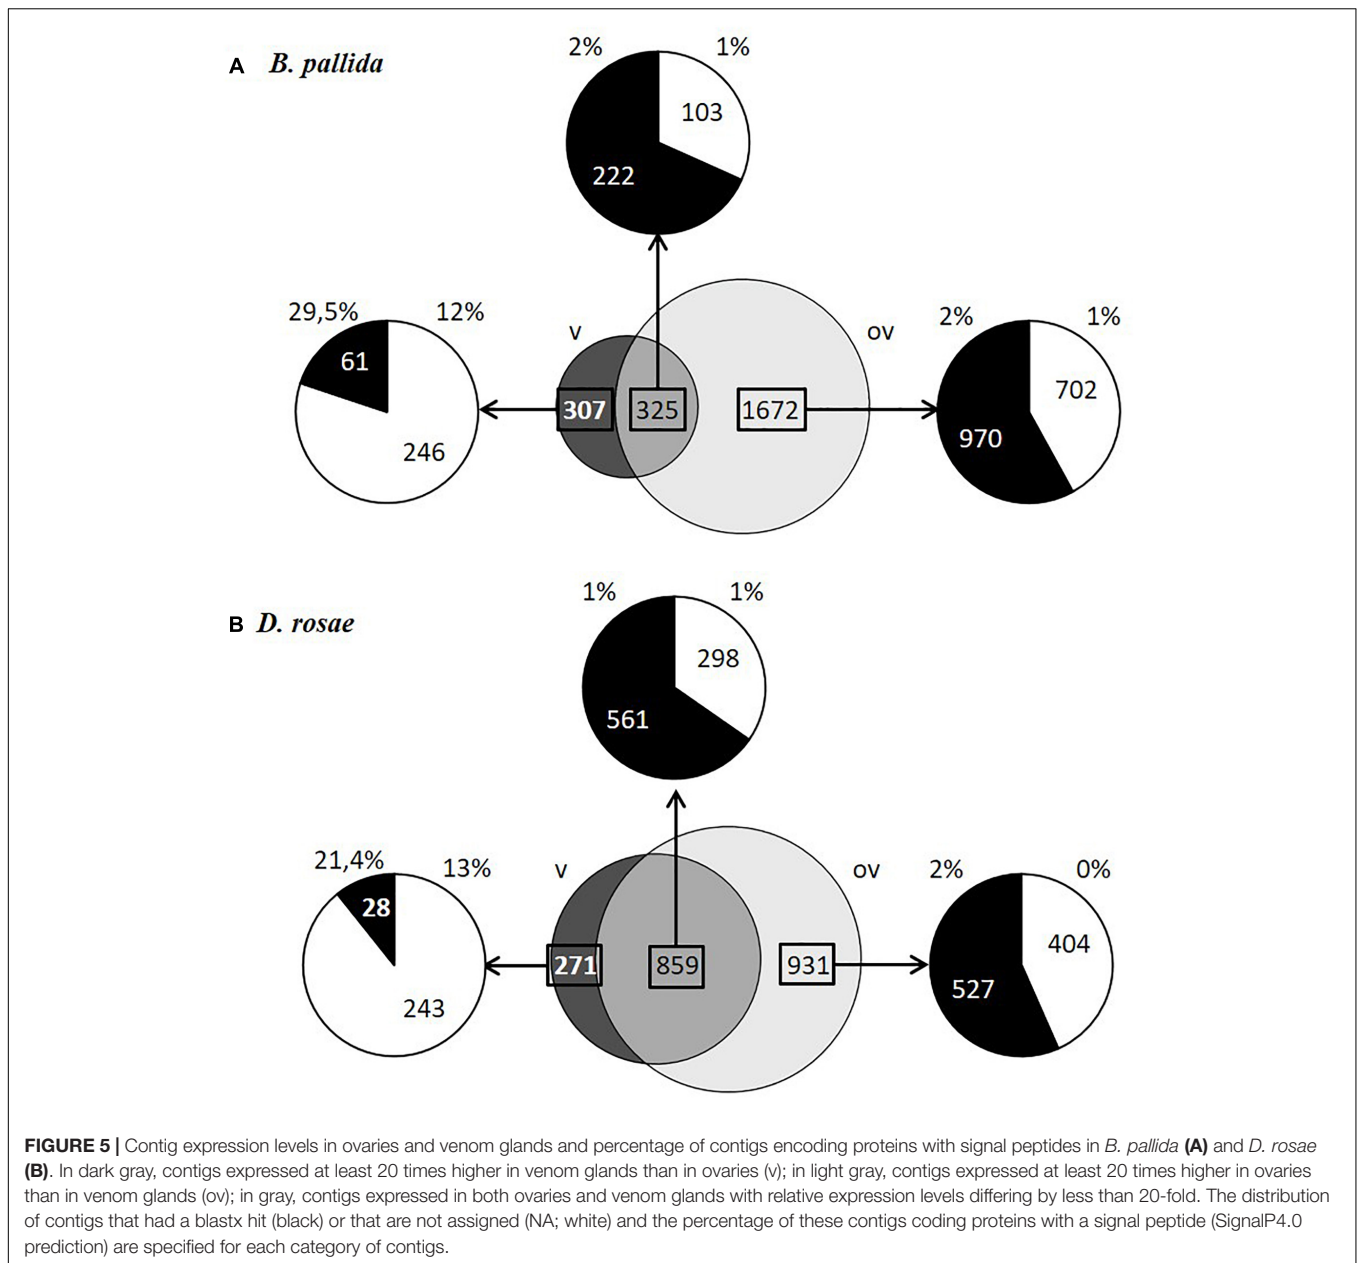 A B. pallida
2% 1%
103
222
29,5% 12%
61
246
v
ov
307 325 1672
2% 1%
702
970
B D. rosae
1% 1%
298
561
21,4% 13%
28
243
v
ov
271 859 931
2% 0%
404
527
FIGURE 5 | Contig expression levels in ovaries and venom glands and percentage of contigs encoding proteins with signal peptides in B. pallida (A) and D. rosae
(B). In dark gray, contigs expressed at least 20 times higher in venom glands than in ovaries (v); in light gray, contigs expressed at least 20 times higher in ovaries
than in venom glands (ov); in gray, contigs expressed in both ovaries and venom glands with relative expression levels differing by less than 20-fold. The distribution
of contigs that had a blastx hit (black) or that are not assigned (NA; white) and the percentage of these contigs coding proteins with a signal peptide (SignalP4.0
prediction) are specified for each category of contigs.